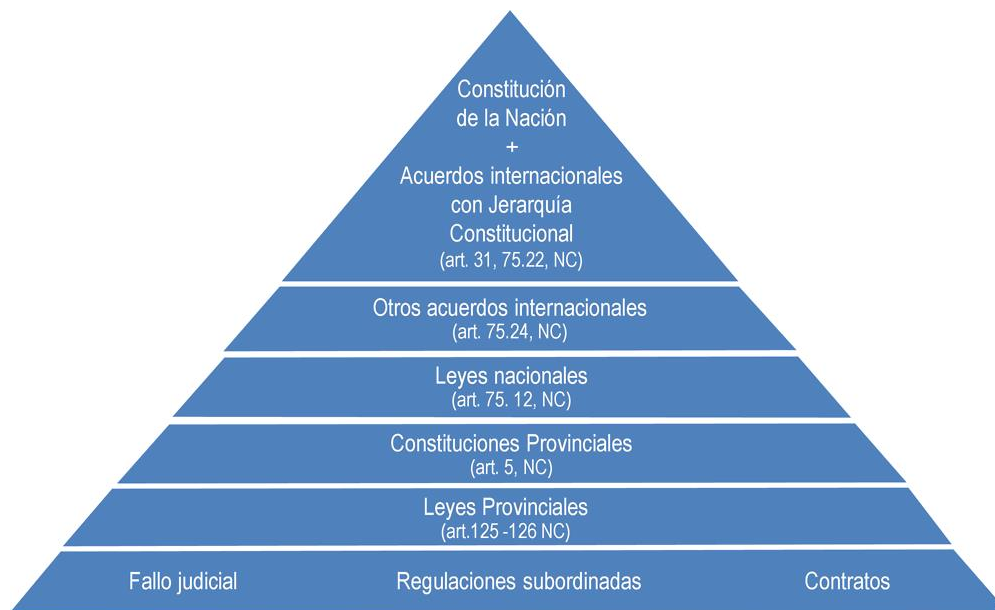 Constitución
de la Nación
+
Acuerdos internacionales
con Jerarquía
Constitucional
(art. 31, 75.22, NC)
Otros acuerdos internacionales
(art. 75.24, NC)
Leyes nacionales
(art. 75. 12, NC)
Constituciones Provinciales
(art. 5, NC)
Leyes Provinciales
(art.125 -126 NC)
Fallo judicial Regulaciones subordinadas Contratos